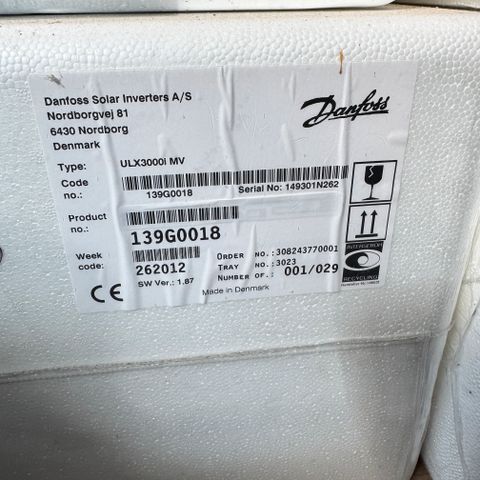 Danfoss Solar Inverters A/S
Nordborgvej 81
6430 Nordborg
Denmark
Danfoss
Type: ULX3000i MV
Code no.: 139G0018 Serial No: 149301N262
Product no.: 139G0018
Week code: 262012
SW Ver.: 1.87
ORDER NO.:308243770001
TRAY NO.:3023
NUMBER OF.: 001/029
Made in Denmark
CE
INTERSEROH
RECYCLING